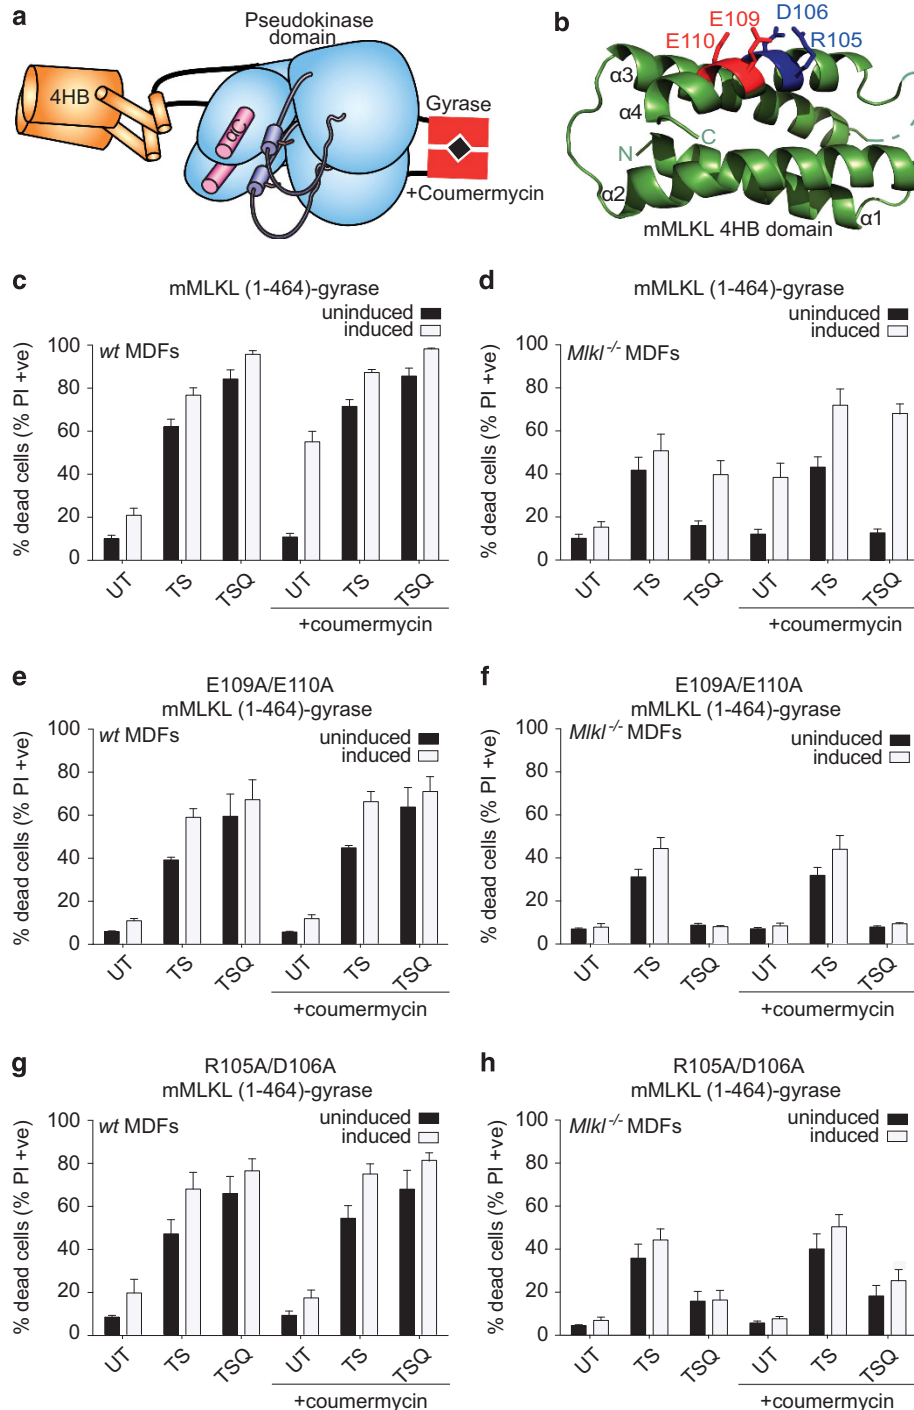 a
Pseudokinase
domain
4HB
αC
Gyrase
+Coumermycin
b
D106
E109
E110
R105
α3
α4
N
C
α2
α1
mMLKL 4HB domain
c
mMLKL (1-464)-gyrase
uninduced
induced
wt MDFs
% dead cells (% PI +ve)
100
80
60
40
20
0
UT
TS
TSQ
UT
TS
TSQ
+coumermycin
d
mMLKL (1-464)-gyrase
uninduced
induced
Mlkl -/- MDFs
% dead cells (% PI +ve)
100
80
60
40
20
0
UT
TS
TSQ
UT
TS
TSQ
+coumermycin
e
E109A/E110A
mMLKL (1-464)-gyrase
uninduced
induced
wt MDFs
% dead cells (% PI +ve)
100
80
60
40
20
0
UT
TS
TSQ
UT
TS
TSQ
+coumermycin
f
E109A/E110A
mMLKL (1-464)-gyrase
uninduced
induced
Mlkl -/- MDFs
% dead cells (% PI +ve)
100
80
60
40
20
0
UT
TS
TSQ
UT
TS
TSQ
+coumermycin
g
R105A/D106A
mMLKL (1-464)-gyrase
uninduced
induced
wt MDFs
% dead cells (% PI +ve)
100
80
60
40
20
0
UT
TS
TSQ
UT
TS
TSQ
+coumermycin
h
R105A/D106A
mMLKL (1-464)-gyrase
uninduced
induced
Mlkl -/- MDFs
% dead cells (% PI +ve)
100
80
60
40
20
0
UT
TS
TSQ
UT
TS
TSQ
+coumermycin